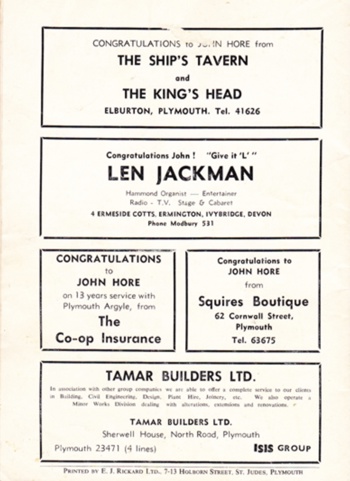 CONGRATULATIONS to JOHN HORE from
THE SHIP'S TAVERN
and
THE KING'S HEAD
ELBURTON, PLYMOUTH. Tel. 41626
Congratulations John! "Give it 'L'"
LEN JACKMAN
Hammond Organist — Entertainer
Radio - T.V. Stage & Cabaret
4 ERMESIDE COTTS, ERMINGTON, IVYBRIDGE, DEVON
Phone Modbury 531
CONGRATULATIONS
to
JOHN HORE
on 13 years service with
Plymouth Argyle, from
The
Co-op Insurance
Congratulations to
JOHN HORE
from
Squires Boutique
62 Cornwall Street,
Plymouth
Tel. 63675
TAMAR BUILDERS LTD.
In association with other group companies we are able to offer a complete service to our clients
in Building, Civil Engineering, Design, Plant Hire, Joinery, etc. We also operate a
Minor Works Division dealing with alterations, extensions and renovations.
TAMAR BUILDERS LTD.
Sherwell House, North Road, Plymouth
Plymouth 23471 (4 lines) ISIS GROUP
PRINTED BY E. J. RICKARD LTD., 7-13 HOLBORN STREET, ST. JUDES, PLYMOUTH